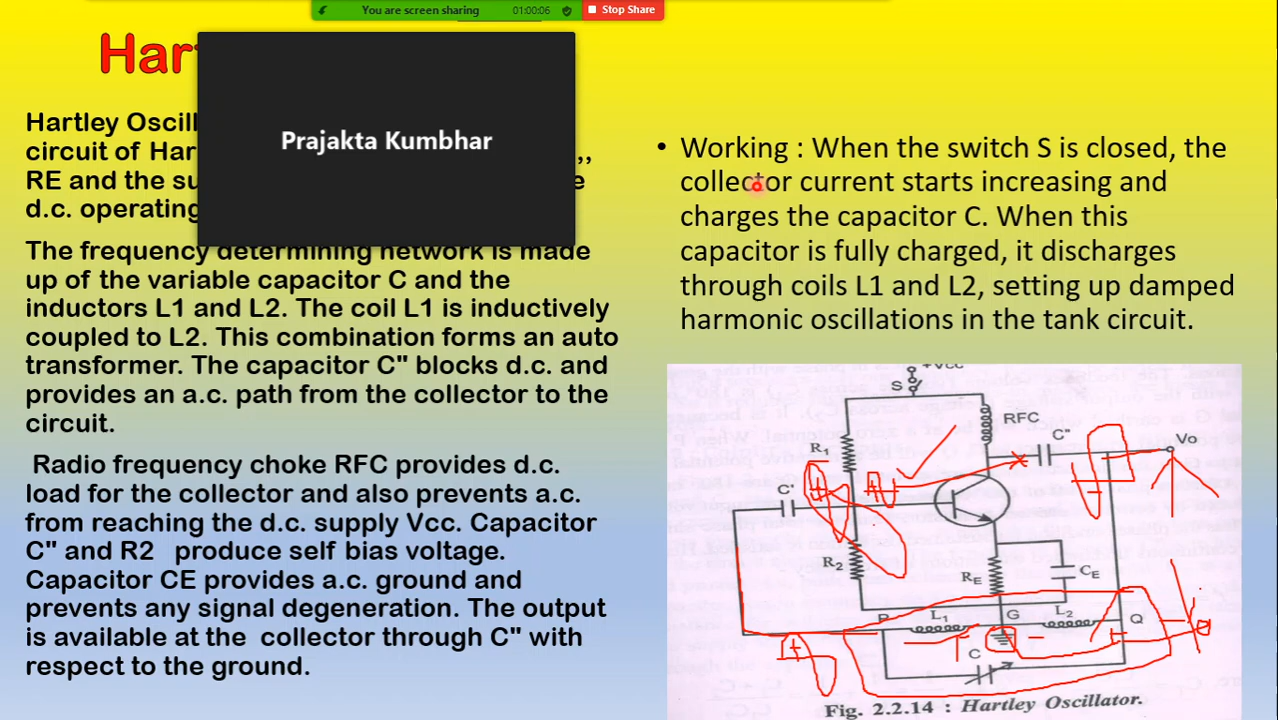 You are screen sharing
01:00:06
Stop Share
Prajakta Kumbhar
Hartley Oscill
circuit of Har ,,
RE and the su e
d.c. operating
The frequency determining network is made
up of the variable capacitor C and the
inductors L1 and L2. The coil L1 is inductively
coupled to L2. This combination forms an auto
transformer. The capacitor C" blocks d.c. and
provides an a.c. path from the collector to the
circuit.
Radio frequency choke RFC provides d.c.
load for the collector and also prevents a.c.
from reaching the d.c. supply Vcc. Capacitor
C" and R2 produce self bias voltage.
Capacitor CE provides a.c. ground and
prevents any signal degeneration. The output
is available at the collector through C" with
respect to the ground.
• Working : When the switch S is closed, the
collector current starts increasing and
charges the capacitor C. When this
capacitor is fully charged, it discharges
through coils L1 and L2, setting up damped
harmonic oscillations in the tank circuit.
+Vcc
S
RFC
R1
C"
Vo
C'
R2
RE
CE
L1
G
L2
Q
C
Fig. 2.2.14 : Hartley Oscillator.